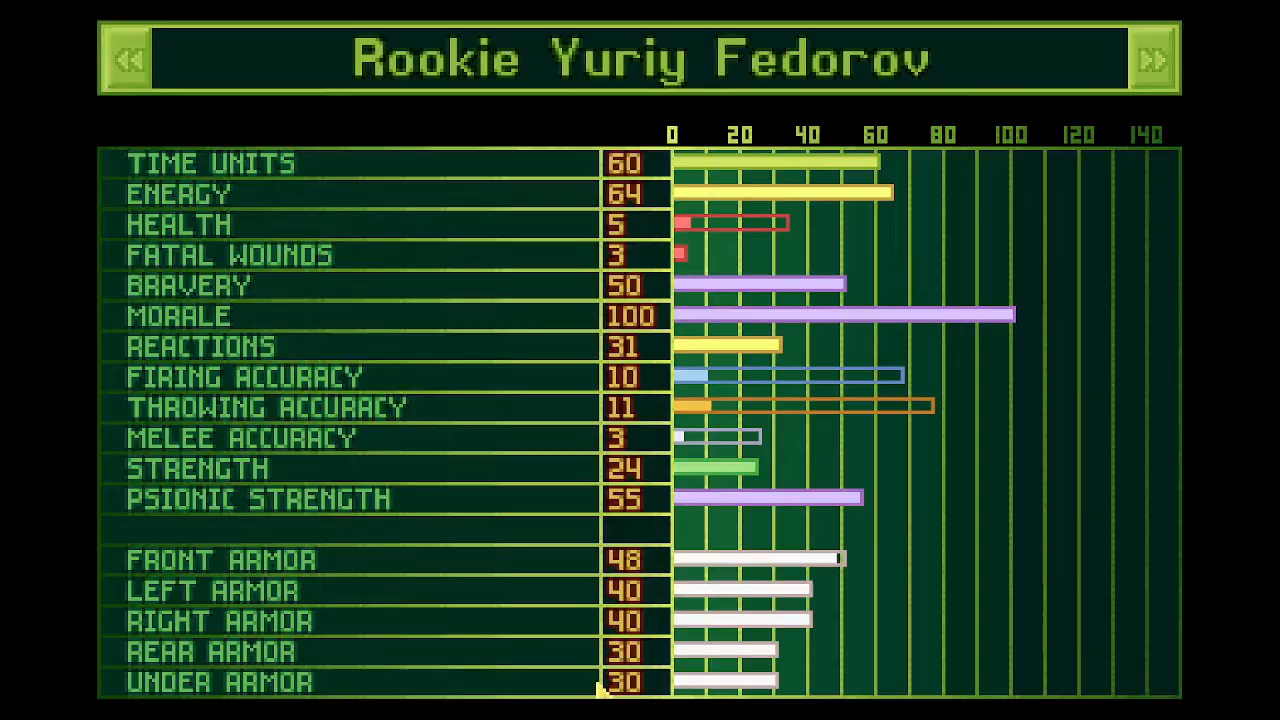 Rookie Yuriy Fedorov
0 20 40 60 80 100 120 140
TIME UNITS 60
ENERGY 64
HEALTH 5
FATAL WOUNDS 3
BRAVERY 50
MORALE 100
REACTIONS 31
FIRING ACCURACY 10
THROWING ACCURACY 11
MELEE ACCURACY 3
STRENGTH 24
PSIONIC STRENGTH 55
FRONT ARMOR 48
LEFT ARMOR 40
RIGHT ARMOR 40
REAR ARMOR 30
UNDER ARMOR 30